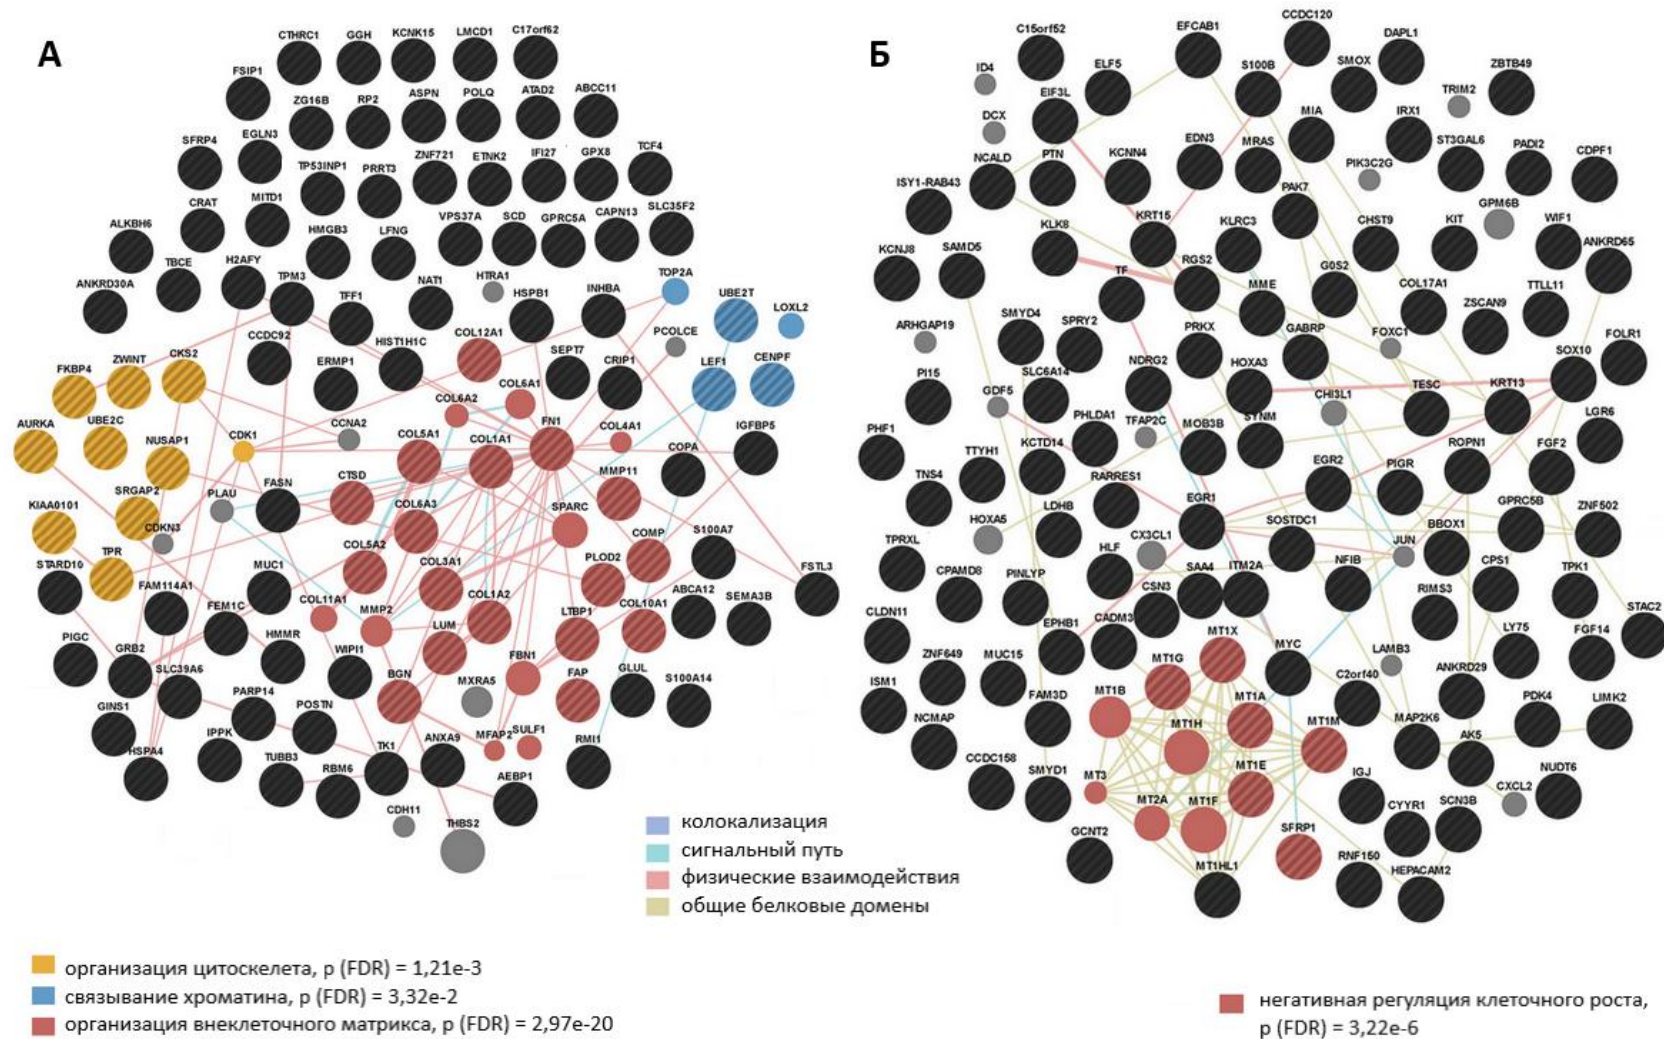 А
CTHRC1 GGH KCNK15 LMCD1 C17orf62
FSIP1 ZG16B RP2 ASPN POLQ ATAD2 ABCC11
SFRP4 EGLN3 TP53INP1 PRRT3 ZNF721 ETNK2 IFI27 GPX8 TCF4
ALKBH6 CRAT MITD1 HMGB3 LFNG VPS37A SCD GPRC5A CAPN13 SLC35F2
ANKRD30A TBCE H2AFY TPM3 TFF1 NAT1 HTRA1 HSPB1 INHBA TOP2A UBE2T LOXL2
CCDC92 ERMP1 HIST1H1C COL12A1 SEPT7 CRIP1 PCOLCE LEF1 CENPF
FKBP4 ZWINT CKS2 COL6A2 COL6A1
AURKA UBE2C NUSAP1 CDK1 CCNA2 COL5A1 COL1A1 FN1 COL4A1 COPA IGFBP5
KIAA0101 SRGAP2 CDKN3 PLAU FASN CTSD COL6A3 SPARC MMP11 COMP S100A7
STARD10 TPR FAM114A1 MUC1 COL5A2 COL3A1 PLOD2 ABCA12 SEMA3B FSTL3
PIGC GRB2 FEM1C HMMR COL11A1 MMP2 COL1A2 LTBP1 COL10A1
GINS1 SLC39A6 PARP14 WIPI1 LUM BGN FBN1 FAP GLUL S100A14
HSPA4 IPPK POSTN MXRA5 MFAP2 SULF1 RMI1
TUBB3 RBM6 TK1 ANXA9 AEBP1
CDH11 THBS2
Б
C15orf52 EFCAB1 CCDC120 DAPL1
ID4 ELF5 S100B SMOX ZBTB49
DCX EIF3L MIA TRIM2 IRX1
NCALD PTN KCNN4 EDN3 MRAS PIK3C2G ST3GAL6 PADI2 CDPF1
ISY1-RAB43 KLK8 KRT15 KLRC3 PAK7 CHST9 KIT GPM6B WIF1 ANKRD65
KCNJ8 SAMD5 TF RGS2 MME G0S2 COL17A1 ZSCAN9 TTLL11
ARHGAP19 SMYD4 SPRY2 PRKX GABRP FOXC1 SOX10 FOLR1
PI15 GDF5 SLC6A14 NDRG2 HOXA3 CHI3L1 TESC KRT13
PHF1 TTYH1 KCTD14 PHLDA1 TFAP2C MOB3B SYNM ROPN1 FGF2 LGR6
TNS4 RARRES1 EGR1 EGR2 PIGR GPRC5B ZNF502
TPRXL HOXA5 LDHB CX3CL1 SOSTDC1 JUN BBOX1
CPAMD8 PINLYP HLF SAA4 ITM2A NFIB RIMS3 CPS1 TPK1
CLDN11 EPHB1 CADM3 CSN3 LY75 FGF14 STAC2
ISM1 ZNF649 MUC15 MT1G MT1X MYC LAMB3 ANKRD29
NCMAP FAM3D MT1B MT1H MT1A MT1M C2orf40 MAP2K6 PDK4 LIMK2
CCDC158 SMYD1 MT3 MT2A MT1F MT1E IGJ AK5 CXCL2 NUDT6
GCNT2 MT1HL1 SFRP1 CYYR1 SCN3B
RNF150 HEPACAM2
колокализация
сигнальный путь
физические взаимодействия
общие белковые домены
организация цитоскелета, p (FDR) = 1,21e-3
связывание хроматина, p (FDR) = 3,32e-2
организация внеклеточного матрикса, p (FDR) = 2,97e-20
негативная регуляция клеточного роста,
p (FDR) = 3,22e-6